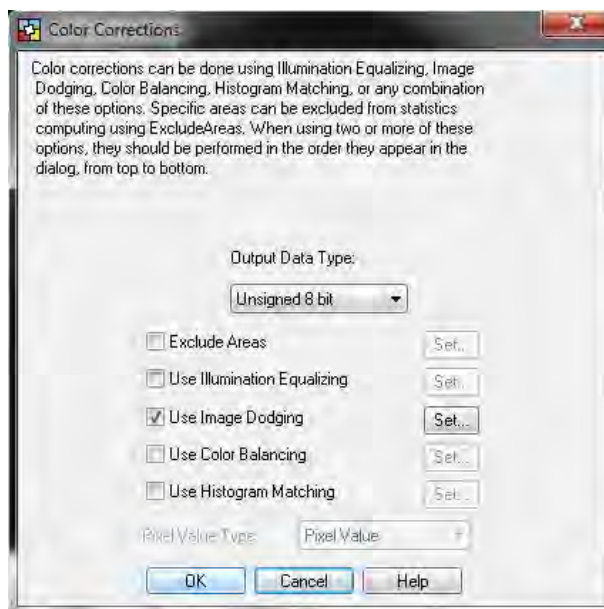 Color Corrections
Color corrections can be done using Illumination Equalizing, Image
Dodging, Color Balancing, Histogram Matching, or any combination
of these options. Specific areas can be excluded from statistics
computing using ExcludeAreas. When using two or more of these
options, they should be performed in the order they appear in the
dialog, from top to bottom.
Output Data Type:
Unsigned 8 bit
Exclude Areas Set...
Use Illumination Equalizing Set...
Use Image Dodging Set...
Use Color Balancing Set...
Use Histogram Matching Set...
Pixel Value Type: Pixel Value
OK Cancel Help